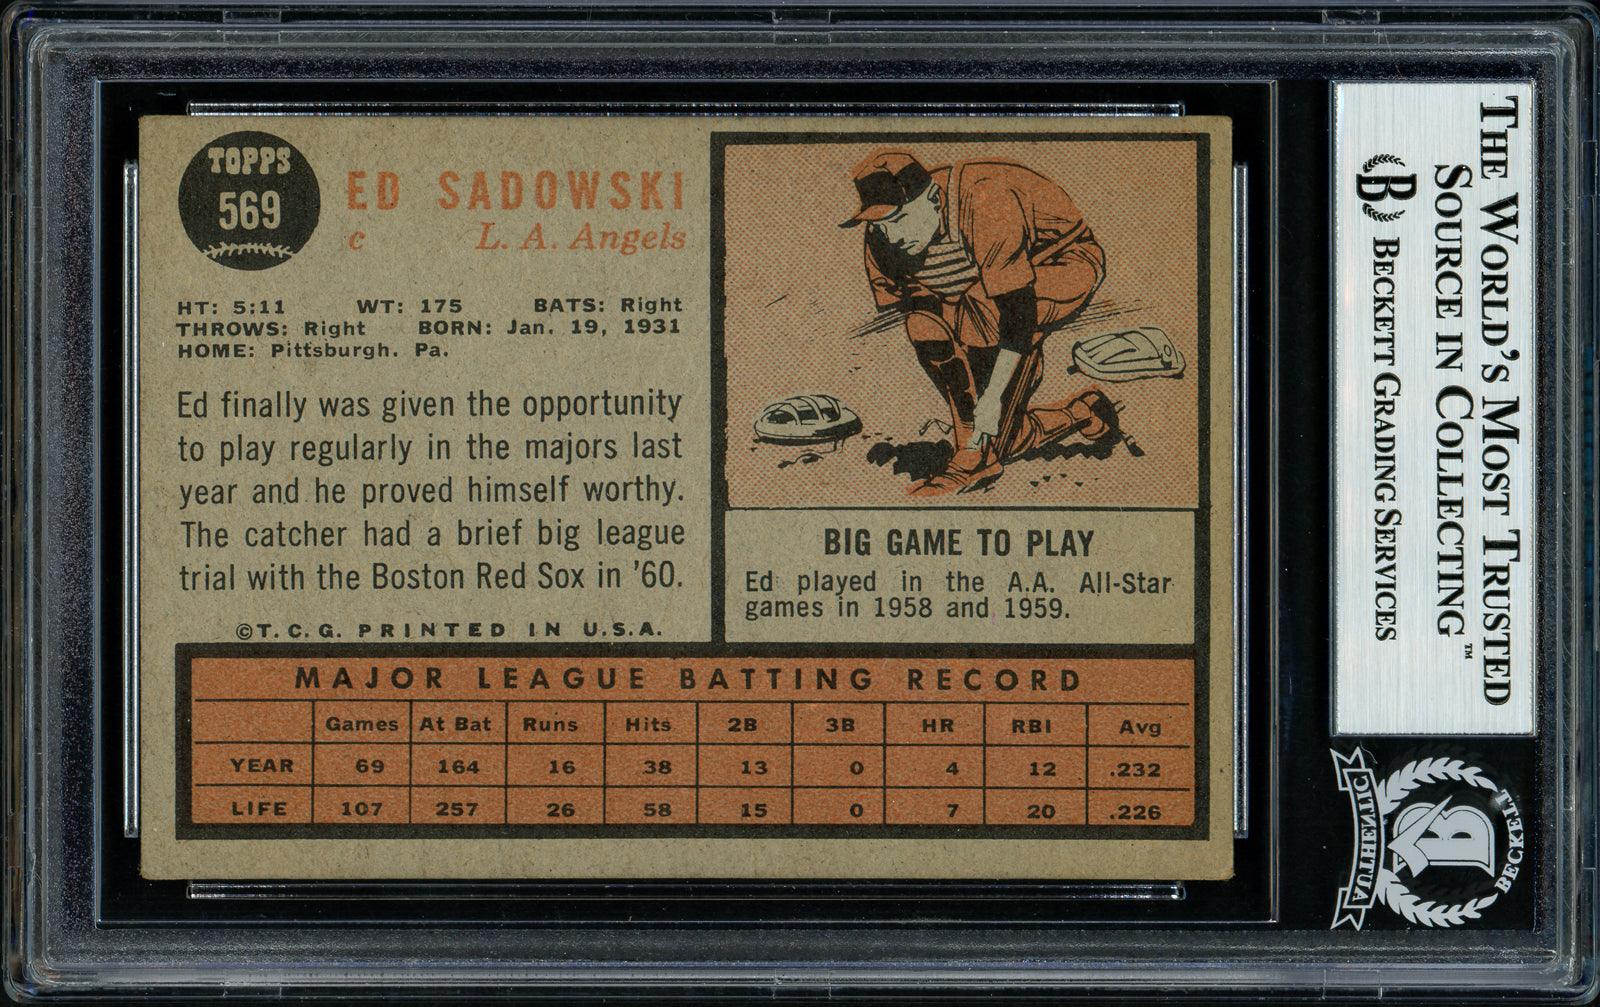 TOPPS
569
ED SADOWSKI
c L. A. Angels
HT: 5:11 WT: 175 BATS: Right
THROWS: Right BORN: Jan. 19, 1931
HOME: Pittsburgh. Pa.
Ed finally was given the opportunity
to play regularly in the majors last
year and he proved himself worthy.
The catcher had a brief big league
trial with the Boston Red Sox in '60.
©T. C. G. PRINTED IN U.S.A.
BIG GAME TO PLAY
Ed played in the A.A. All-Star
games in 1958 and 1959.
MAJOR LEAGUE BATTING RECORD
Games At Bat Runs Hits 2B 3B HR RBI Avg
YEAR 69 164 16 38 13 0 4 12 .232
LIFE 107 257 26 58 15 0 7 20 .226
THE WORLD'S MOST TRUSTED
SOURCE IN COLLECTING™
BECKETT GRADING SERVICES
AUTHENTIC
B
BECKETT